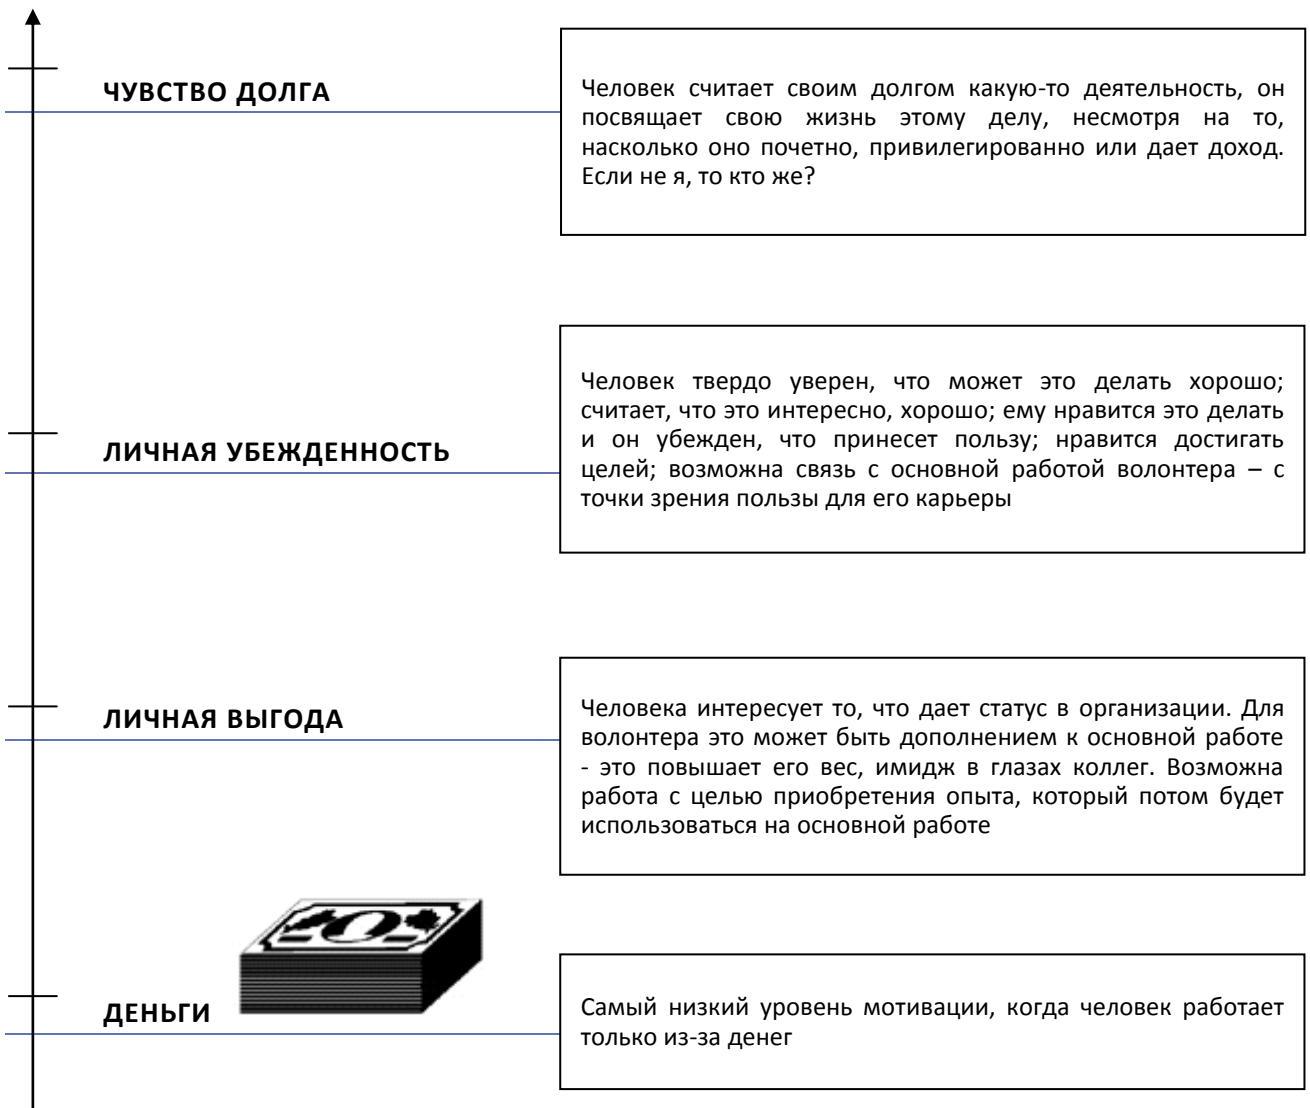 ЧУВСТВО ДОЛГА
Человек считает своим долгом какую-то деятельность, он
посвящает свою жизнь этому делу, несмотря на то,
насколько оно почетно, привилегированно или дает доход.
Если не я, то кто же?
ЛИЧНАЯ УБЕЖДЕННОСТЬ
Человек твердо уверен, что может это делать хорошо;
считает, что это интересно, хорошо; ему нравится это делать
и он убежден, что принесет пользу; нравится достигать
целей; возможна связь с основной работой волонтера – с
точки зрения пользы для его карьеры
ЛИЧНАЯ ВЫГОДА
Человека интересует то, что дает статус в организации. Для
волонтера это может быть дополнением к основной работе
- это повышает его вес, имидж в глазах коллег. Возможна
работа с целью приобретения опыта, который потом будет
использоваться на основной работе
ДЕНЬГИ
Самый низкий уровень мотивации, когда человек работает
только из-за денег